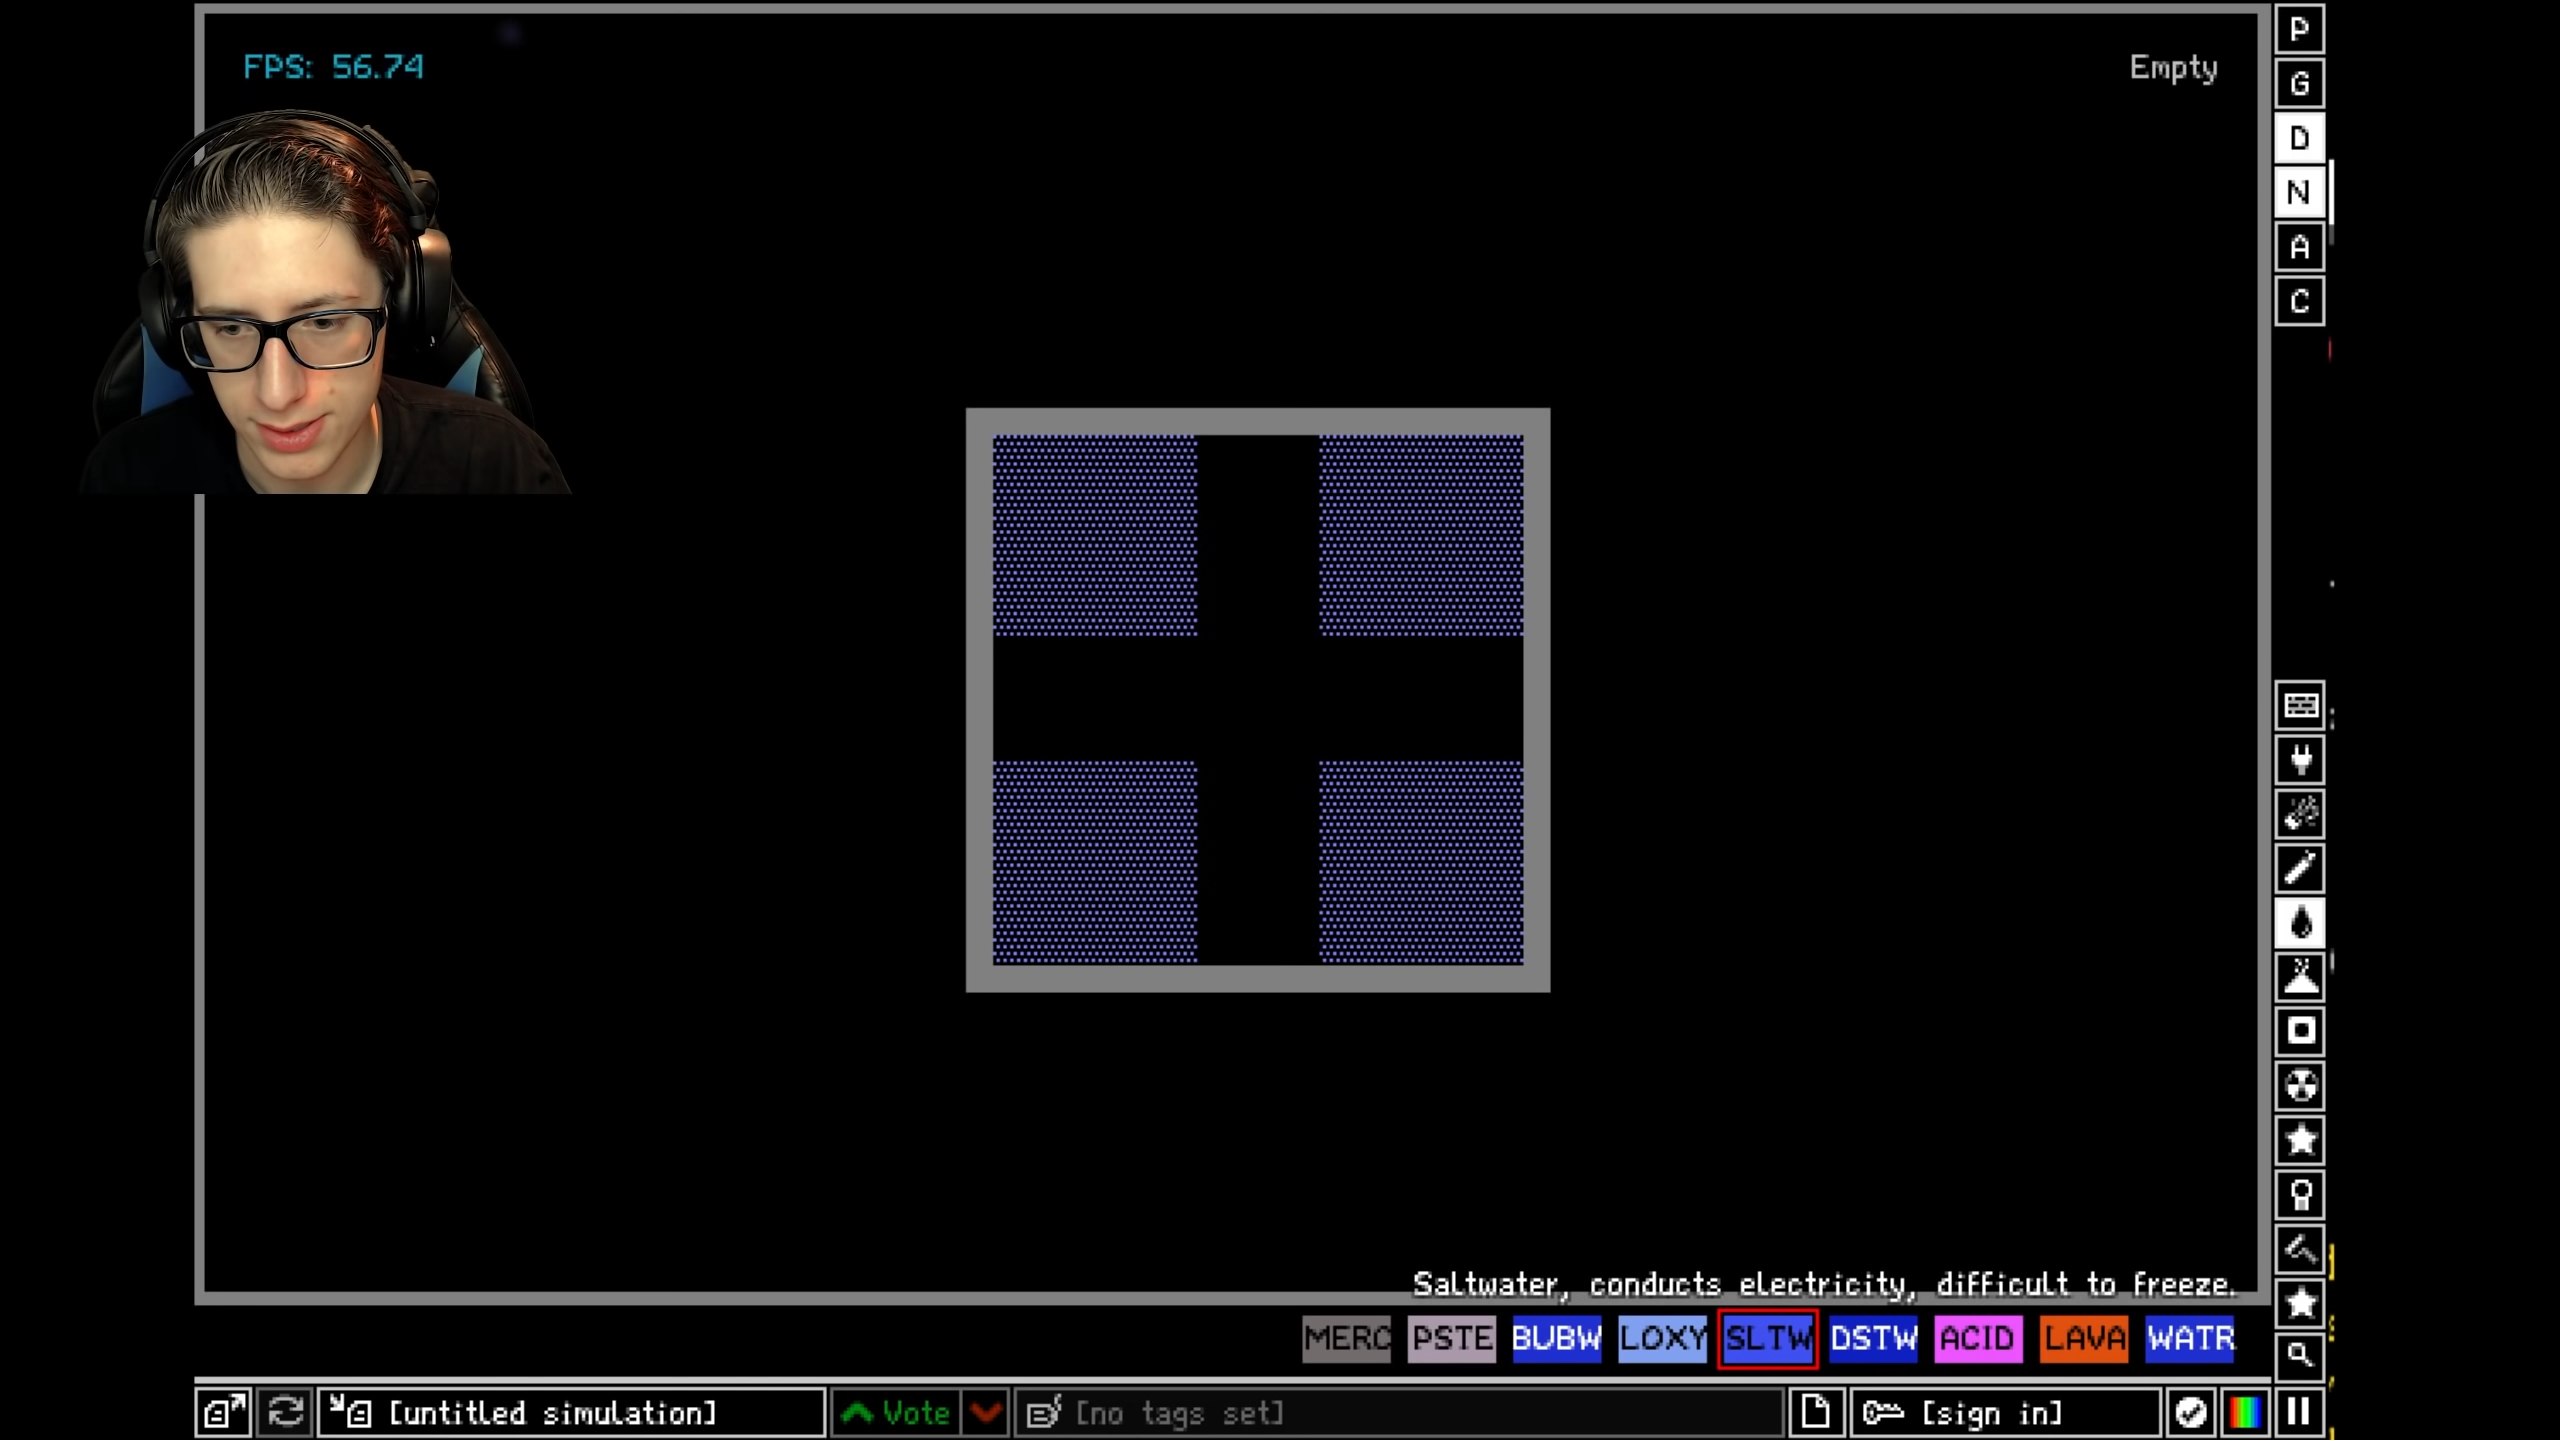 FPS: 56.74
Empty
P
G
D
N
A
C
Saltwater, conducts electricity, difficult to freeze.
MERC PSTE BUBW LOXY SLTW DSTW ACID LAVA WATR
[untitled simulation] Vote [no tags set] [sign in]